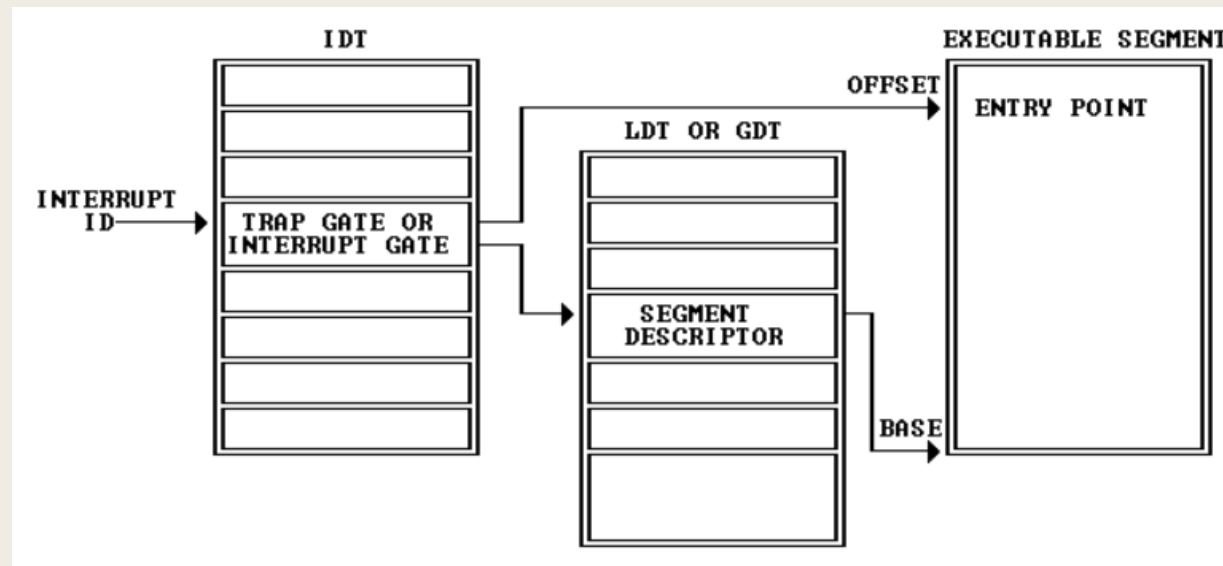 IDT
EXECUTABLE SEGMENT
OFFSET
ENTRY POINT
LDT OR GDT
INTERRUPT
ID
TRAP GATE OR
INTERRUPT GATE
SEGMENT
DESCRIPTOR
BASE